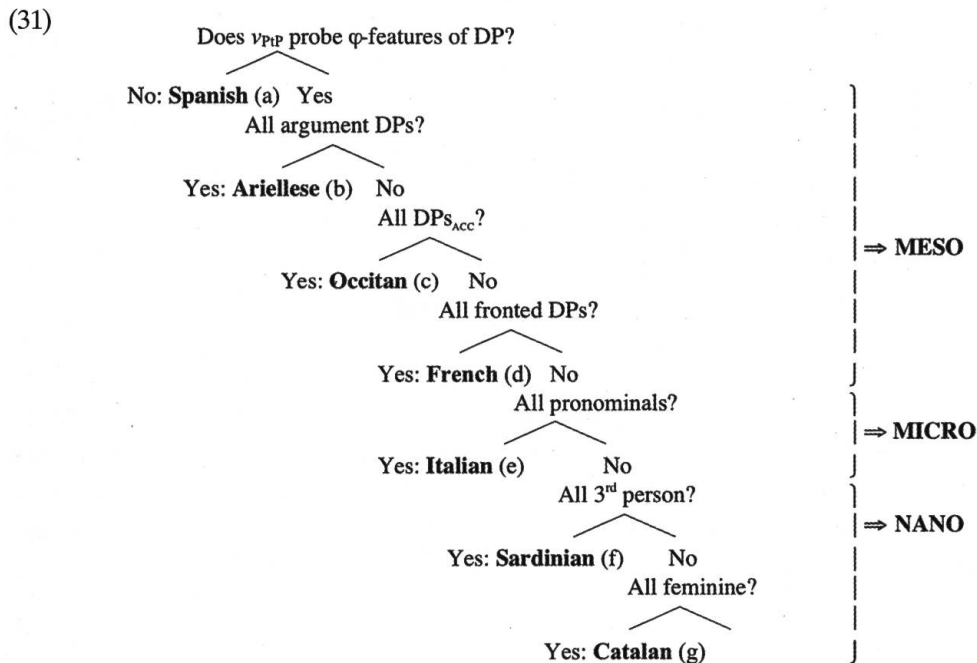 (31)
Does vPtP probe φ-features of DP?
No: Spanish (a) Yes
All argument DPs?
Yes: Ariellese (b) No
All DPsACC?
⇒ MESO
Yes: Occitan (c) No
All fronted DPs?
Yes: French (d) No
All pronominals?
⇒ MICRO
Yes: Italian (e) No
All 3rd person?
⇒ NANO
Yes: Sardinian (f) No
All feminine?
Yes: Catalan (g)